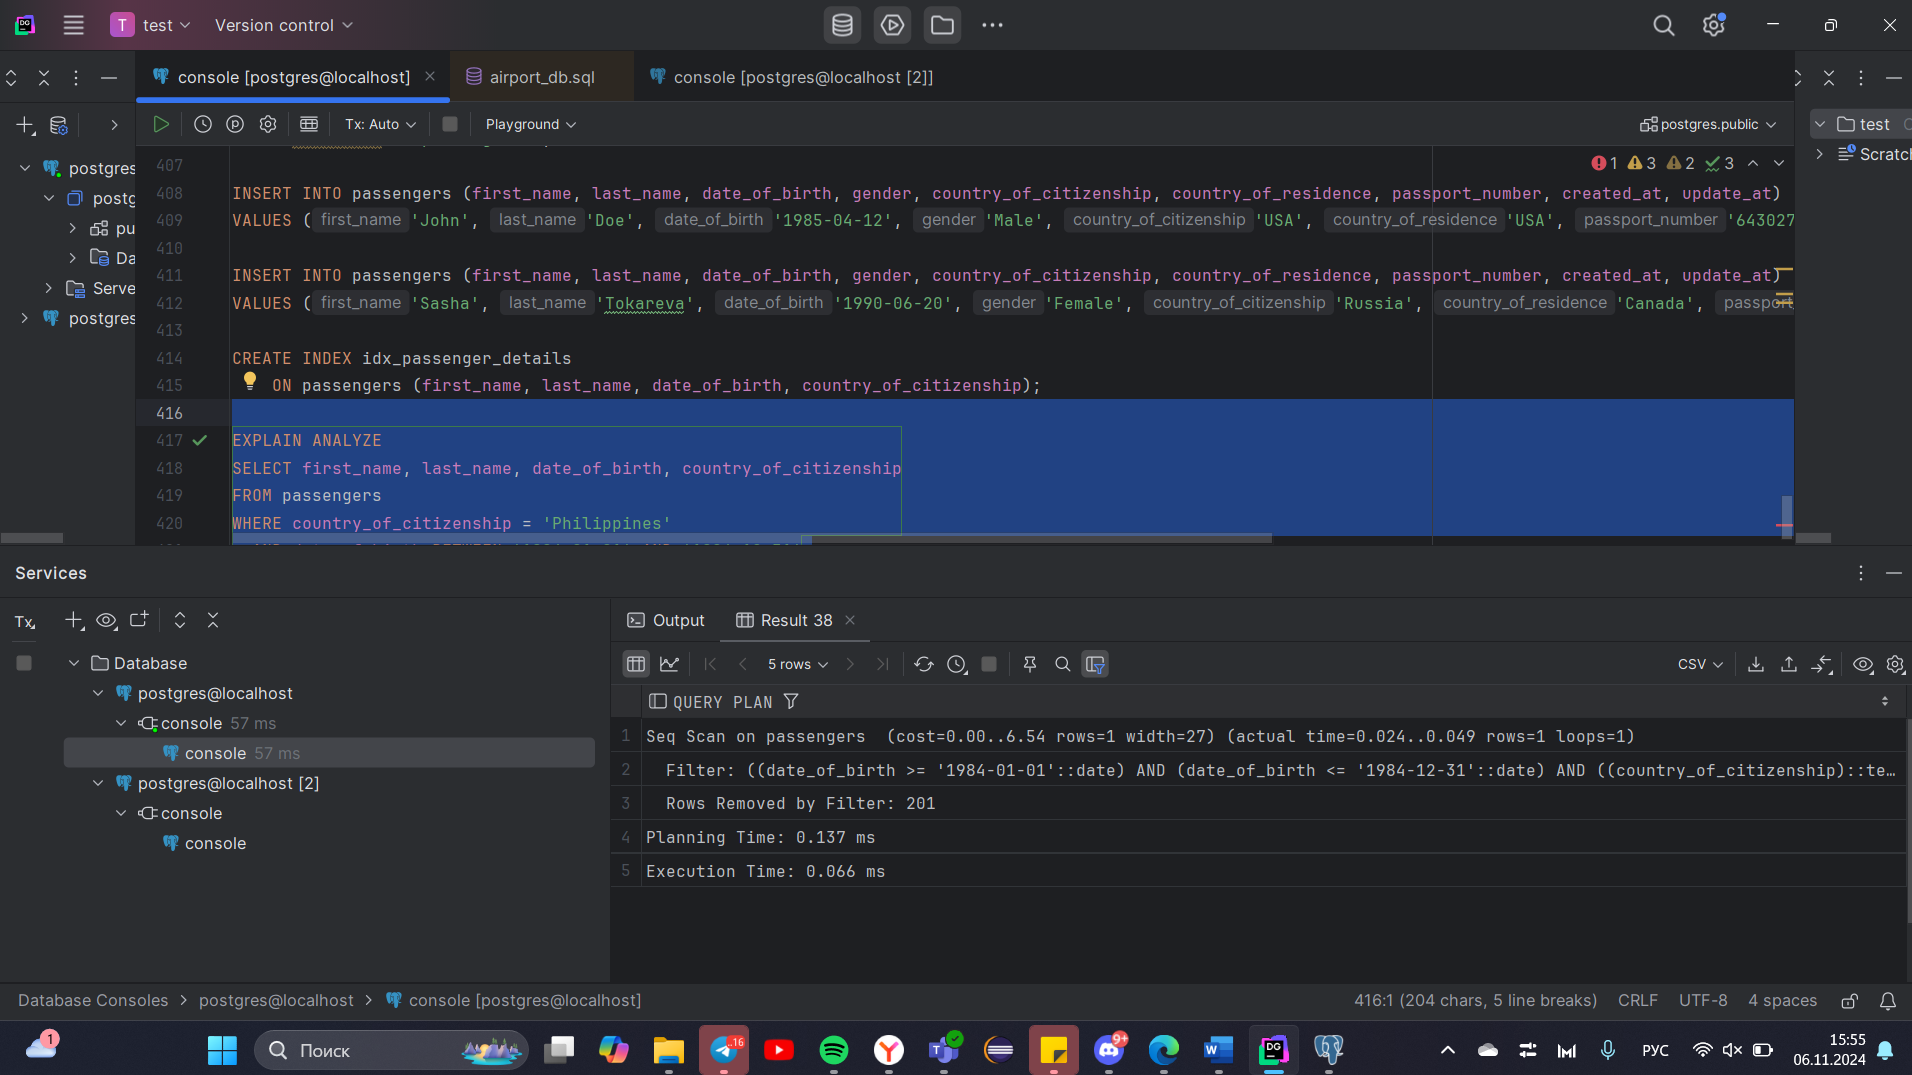 T test Version control
console [postgres@localhost] airport_db.sql console [postgres@localhost [2]]
Tx: Auto Playground postgres.public
1 3 2 3
test
Scratch
postgres
postg
pu
Da
Serve
postgres
407
408 INSERT INTO passengers (first_name, last_name, date_of_birth, gender, country_of_citizenship, country_of_residence, passport_number, created_at, update_at)
409 VALUES ( first_name 'John', last_name 'Doe', date_of_birth '1985-04-12', gender 'Male', country_of_citizenship 'USA', country_of_residence 'USA', passport_number '643027
410
411 INSERT INTO passengers (first_name, last_name, date_of_birth, gender, country_of_citizenship, country_of_residence, passport_number, created_at, update_at)
412 VALUES ( first_name 'Sasha', last_name 'Tokareva', date_of_birth '1990-06-20', gender 'Female', country_of_citizenship 'Russia', country_of_residence 'Canada', passport
413
414 CREATE INDEX idx_passenger_details
415 ON passengers (first_name, last_name, date_of_birth, country_of_citizenship);
416
417 EXPLAIN ANALYZE
418 SELECT first_name, last_name, date_of_birth, country_of_citizenship
419 FROM passengers
420 WHERE country_of_citizenship = 'Philippines'
Services
Tx
Database
postgres@localhost
console 57 ms
console 57 ms
postgres@localhost [2]
console
console
Output Result 38
5 rows CSV
QUERY PLAN
1 Seq Scan on passengers (cost=0.00..6.54 rows=1 width=27) (actual time=0.024..0.049 rows=1 loops=1)
2 Filter: ((date_of_birth >= '1984-01-01'::date) AND (date_of_birth <= '1984-12-31'::date) AND ((country_of_citizenship)::te…
3 Rows Removed by Filter: 201
4 Planning Time: 0.137 ms
5 Execution Time: 0.066 ms
Database Consoles > postgres@localhost > console [postgres@localhost] 416:1 (204 chars, 5 line breaks) CRLF UTF-8 4 spaces
1 Поиск ..16 9+ DG РУС 15:55
06.11.2024